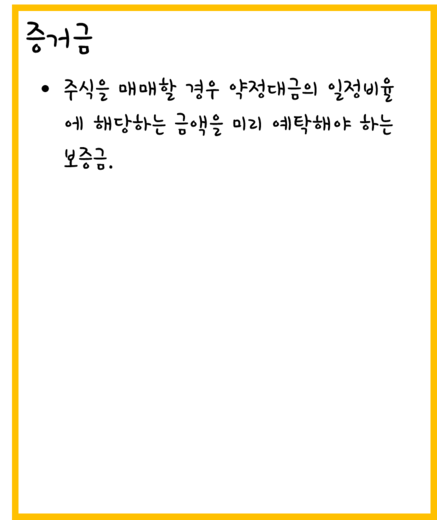 증거금
• 주식을 매매할 경우 약정대금의 일정비율
에 해당하는 금액을 미리 예탁해야 하는
보증금.